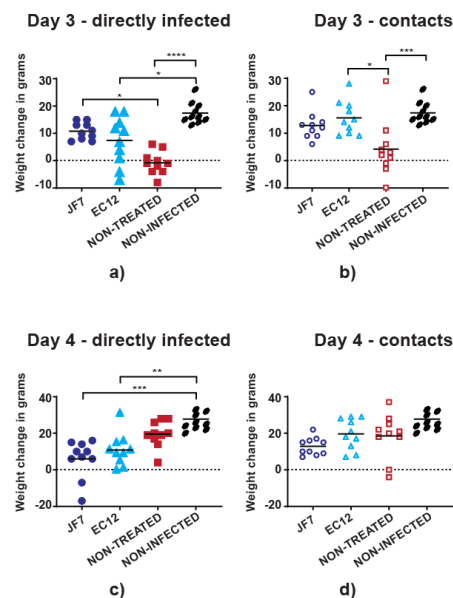 Day 3 - directly infected
****
*
*
Weight change in grams
30
20
10
0
-10
JF7
EC12
NON-TREATED
NON-INFECTED
a)
Day 3 - contacts
***
*
Weight change in grams
30
20
10
0
-10
JF7
EC12
NON-TREATED
NON-INFECTED
b)
Day 4 - directly infected
**
***
Weight change in grams
40
20
0
-20
JF7
EC12
NON-TREATED
NON-INFECTED
c)
Day 4 - contacts
Weight change in grams
40
20
0
-20
JF7
EC12
NON-TREATED
NON-INFECTED
d)